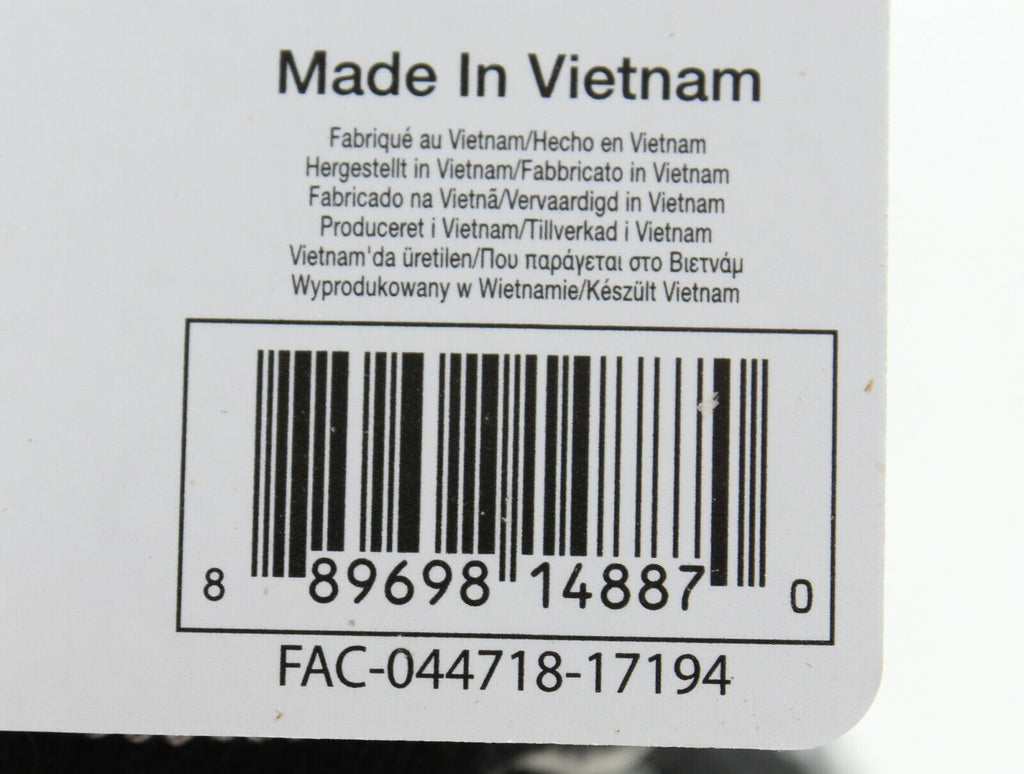 Made In Vietnam
Fabriqué au Vietnam/Hecho en Vietnam
Hergestellt in Vietnam/Fabbricato in Vietnam
Fabricado na Vietnã/Vervaardigd in Vietnam
Produceret i Vietnam/Tillverkad i Vietnam
Vietnam'da üretilen/Που παράγεται στο Βιετνάμ
Wyprodukowany w Wietnamie/Készült Vietnam
8 89698 14887 0
FAC-044718-17194